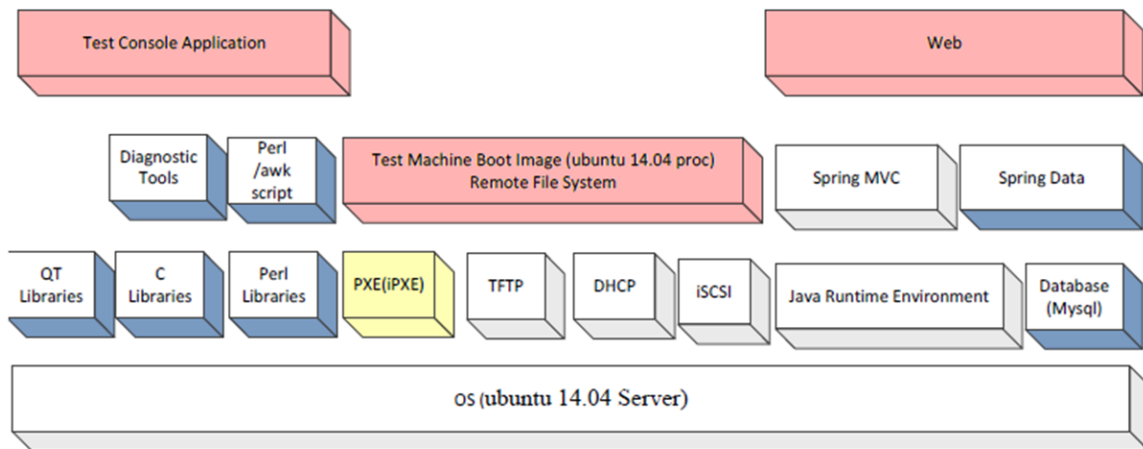 Test Console Application
Web
Diagnostic
Tools
Perl
/awk
script
Test Machine Boot Image (ubuntu 14.04 proc)
Remote File System
Spring MVC
Spring Data
QT
Libraries
C
Libraries
Perl
Libraries
PXE(iPXE)
TFTP
DHCP
iSCSI
Java Runtime Environment
Database
(Mysql)
OS (ubuntu 14.04 Server)